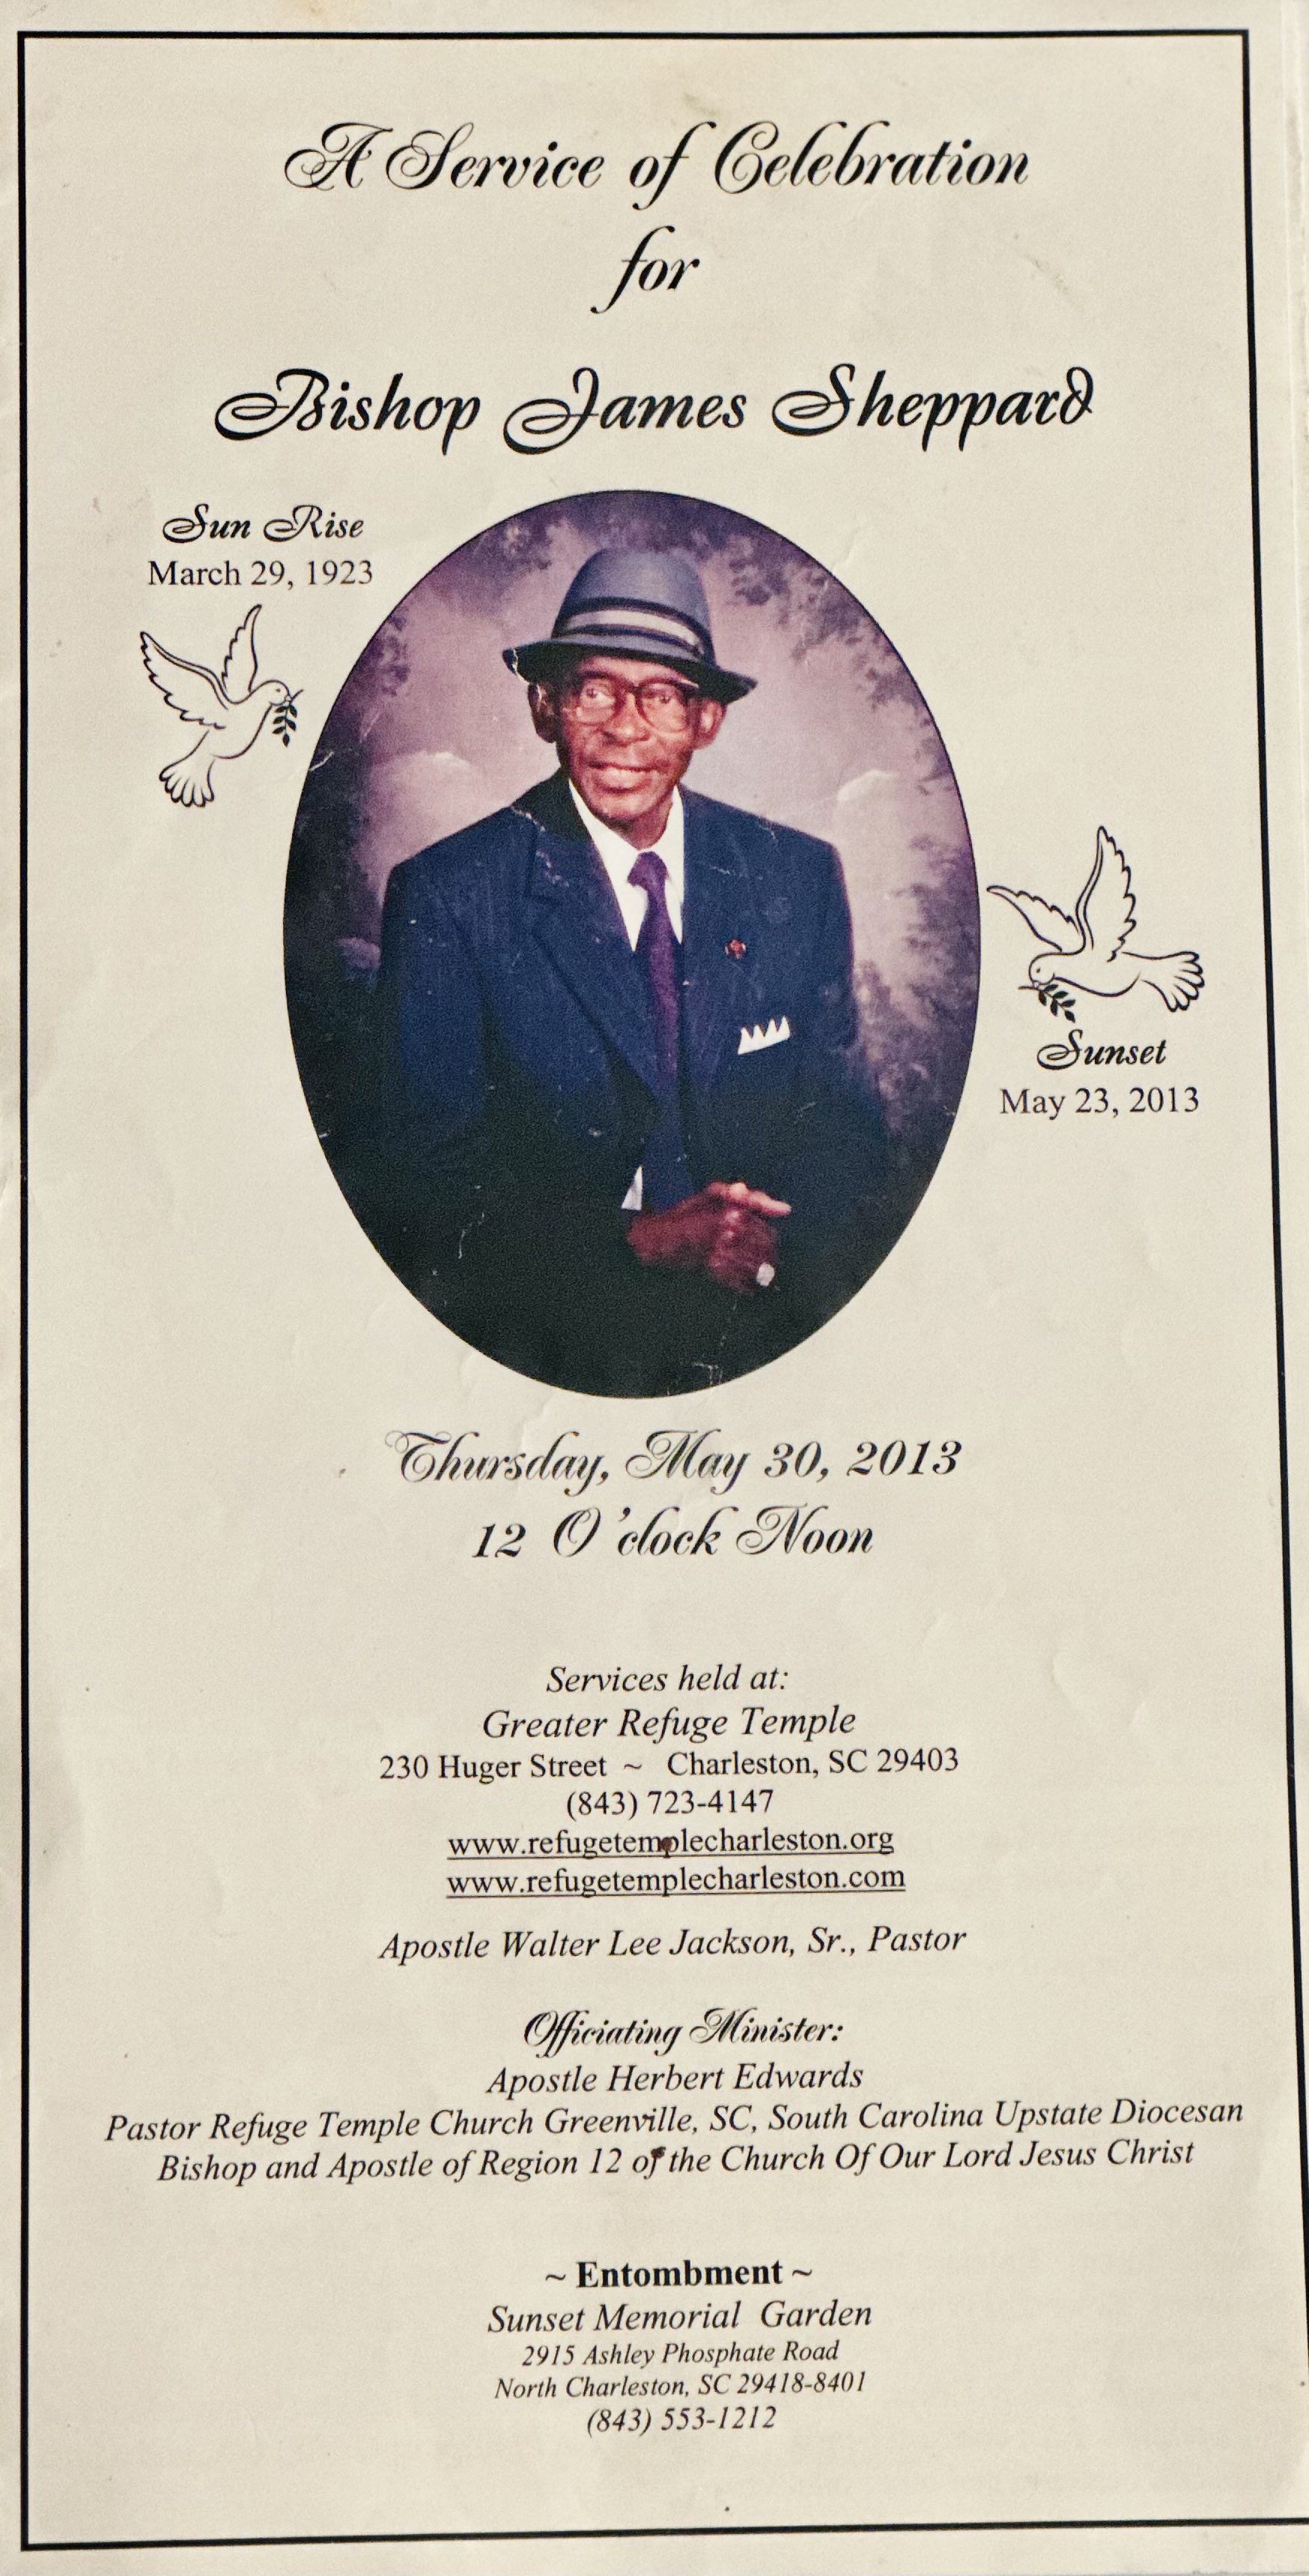 A Service of Celebration
for
Bishop James Sheppard
Sun Rise
March 29, 1923
Sunset
May 23, 2013
Thursday, May 30, 2013
12 O'clock Noon
Services held at:
Greater Refuge Temple
230 Huger Street ~ Charleston, SC 29403
(843) 723-4147
www.refugetemplecharleston.org
www.refugetemplecharleston.com
Apostle Walter Lee Jackson, Sr., Pastor
Officiating Minister:
Apostle Herbert Edwards
Pastor Refuge Temple Church Greenville, SC, South Carolina Upstate Diocesan
Bishop and Apostle of Region 12 of the Church Of Our Lord Jesus Christ
~ Entombment ~
Sunset Memorial Garden
2915 Ashley Phosphate Road
North Charleston, SC 29418-8401
(843) 553-1212